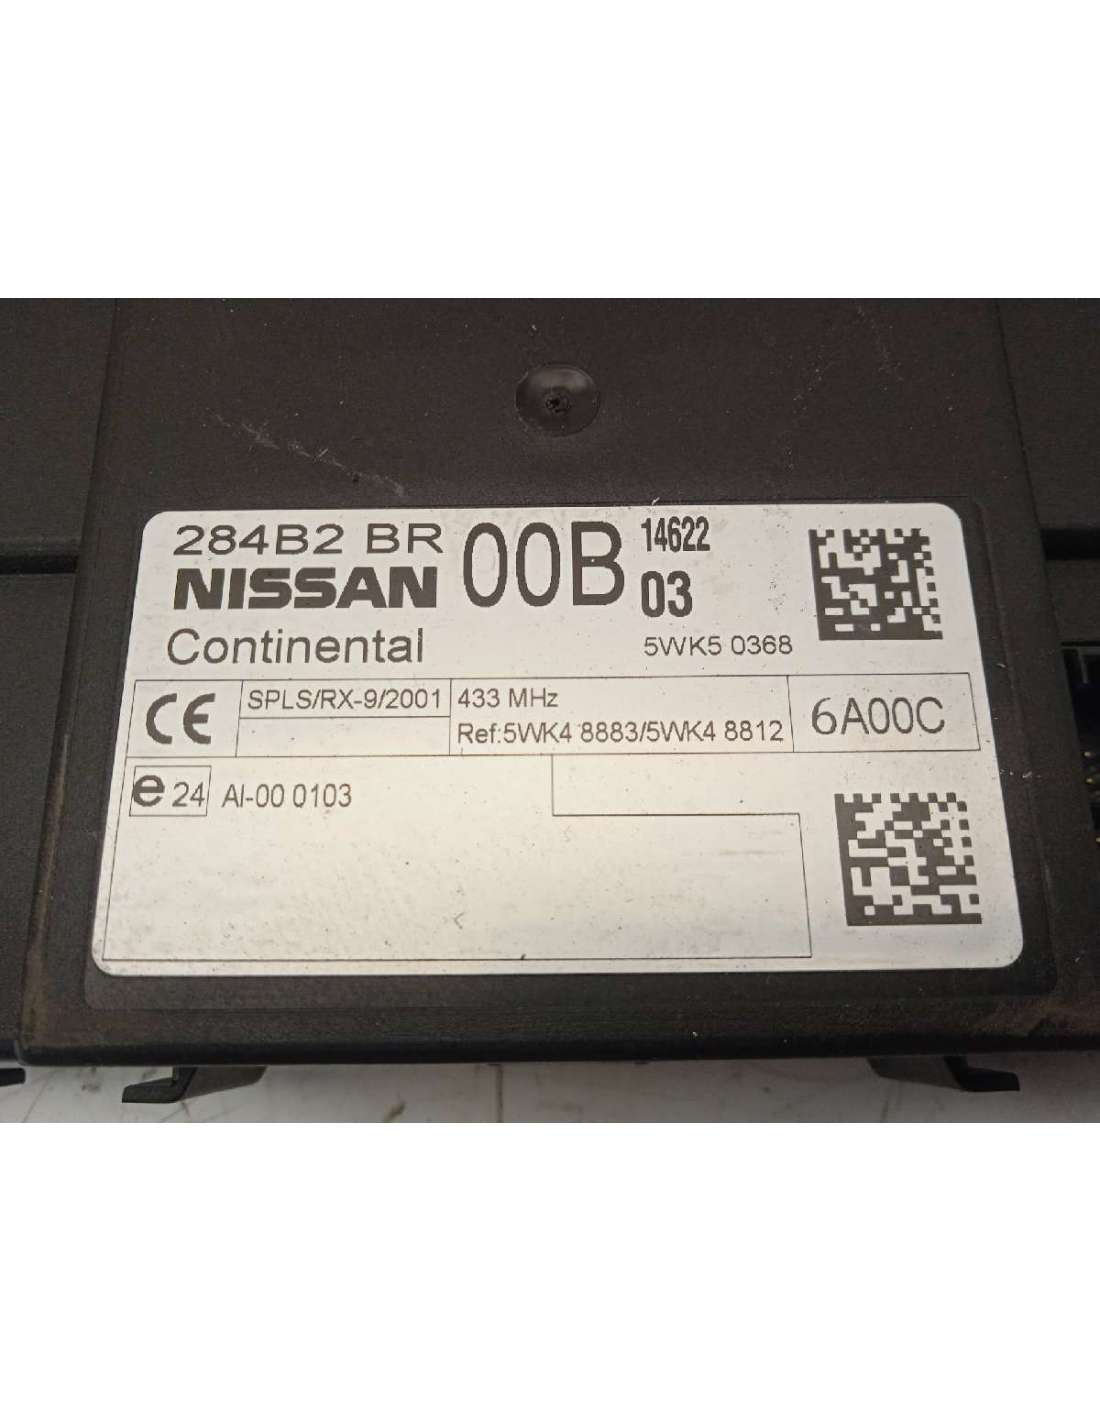 284B2 BR 00B 14622
NISSAN 03
Continental 5WK5 0368
CE SPLS/RX-9/2001 433 MHz 6A00C
Ref:5WK4 8883/5WK4 8812
e 24 AI-00 0103